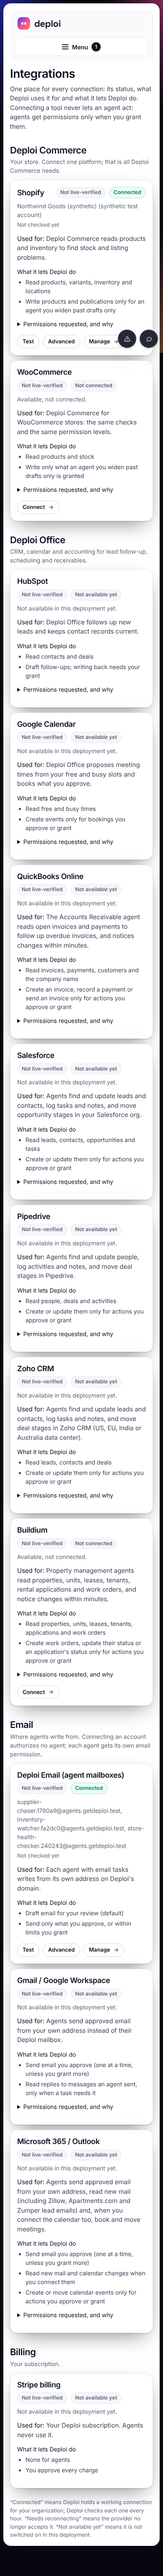 deploi
Menu 1
Integrations
One place for every connection: Its status, what
Deploi uses it for and what it lets Deploi do.
Connecting a tool never lets an agent act:
agents get permissions only when you grant
them.
Deploi Commerce
Your store. Connect one platform; that is all Deploi
Commerce needs.
Shopify Not live-verified Connected
Northwind Goods (synthetic) (synthetic test
account)
Not checked yet
Used for: Deploi Commerce reads products
and inventory to find stock and listing
problems.
What it lets Deploi do
Read products, variants, inventory and
locations
Write products and publications only for an
agent you widen past drafts only
Permissions requested, and why
Test Advanced Manage
WooCommerce
Not live-verified Not connected
Available, not connected.
Used for: Deploi Commerce for
WooCommerce stores: the same checks
and the same permission levels.
What it lets Deploi do
Read products and stock
Write only what an agent you widen past
drafts only is granted
Permissions requested, and why
Connect →
Deploi Office
CRM, calendar and accounting for lead follow-up,
scheduling and receivables.
HubSpot
Not live-verified Not available yet
Not available in this deployment yet.
Used for: Deploi Office follows up new
leads and keeps contact records current.
What it lets Deploi do
Read contacts and deals
Draft follow-ups; writing back needs your
grant
Permissions requested, and why
Google Calendar
Not live-verified Not available yet
Not available in this deployment yet.
Used for: Deploi Office proposes meeting
times from your free and busy slots and
books what you approve.
What it lets Deploi do
Read free and busy times
Create events only for bookings you
approve or grant
Permissions requested, and why
QuickBooks Online
Not live-verified Not available yet
Not available in this deployment yet.
Used for: The Accounts Receivable agent
reads open invoices and payments to
follow up overdue invoices, and notices
changes within minutes.
What it lets Deploi do
Read invoices, payments, customers and
the company name
Create an invoice, record a payment or
send an invoice only for actions you
approve or grant
Permissions requested, and why
Salesforce
Not live-verified Not available yet
Not available in this deployment yet.
Used for: Agents find and update leads and
contacts, log tasks and notes, and move
opportunity stages in your Salesforce org.
What it lets Deploi do
Read leads, contacts, opportunities and
tasks
Create or update them only for actions you
approve or grant
Permissions requested, and why
Pipedrive
Not live-verified Not available yet
Not available in this deployment yet.
Used for: Agents find and update people,
log activities and notes, and move deal
stages in Pipedrive.
What it lets Deploi do
Read people, deals and activities
Create or update them only for actions you
approve or grant
Permissions requested, and why
Zoho CRM
Not live-verified Not available yet
Not available in this deployment yet.
Used for: Agents find and update leads and
contacts, log tasks and notes, and move
deal stages in Zoho CRM (US, EU, India or
Australia data center).
What it lets Deploi do
Read leads, contacts and deals
Create or update them only for actions you
approve or grant
Permissions requested, and why
Buildium
Not live-verified Not connected
Available, not connected.
Used for: Property management agents
read properties, units, leases, tenants,
rental applications and work orders, and
notice changes within minutes.
What it lets Deploi do
Read properties, units, leases, tenants,
applications and work orders
Create work orders, update their status or
an application's status only for actions you
approve or grant
Permissions requested, and why
Connect →
Email
Where agents write from. Connecting an account
authorizes no agent; each agent gets its own email
permission.
Deploi Email (agent mailboxes)
Not live-verified Connected
supplier-
chaser.1780a9@agents.getdeploi.test,
inventory-
watcher.fa2dc0@agents.getdeploi.test, store-
health-
checker.240243@agents.getdeploi.test
Not checked yet
Used for: Each agent with email tasks
writes from its own address on Deploi's
domain.
What it lets Deploi do
Draft email for your review (default)
Send only what you approve, or within
limits you grant
Test Advanced Manage →
Gmail / Google Workspace
Not live-verified Not available yet
Not available in this deployment yet.
Used for: Agents send approved email
from your own address instead of their
Deploi mailbox.
What it lets Deploi do
Send email you approve (one at a time,
unless you grant more)
Read replies to messages an agent sent,
only when a task needs it
Permissions requested, and why
Microsoft 365 / Outlook
Not live-verified Not available yet
Not available in this deployment yet.
Used for: Agents send approved email
from your own address, read new mail
(including Zillow, Apartments.com and
Zumper lead emails) and, when you
connect the calendar too, book and move
meetings.
What it lets Deploi do
Send email you approve (one at a time,
unless you grant more)
Read new mail and calendar changes when
you connect them
Create or move calendar events only for
actions you approve or grant
Permissions requested, and why
Billing
Your subscription.
Stripe billing
Not live-verified Not available yet
Not available in this deployment yet.
Used for: Your Deploi subscription. Agents
never use it.
What it lets Deploi do
None for agents
You approve every charge
"Connected" means Deploi holds a working connection
for your organization; Deploi checks each one every
day. "Needs reconnecting" means the provider no
longer accepts it. "Not available yet" means it is not
switched on in this deployment.